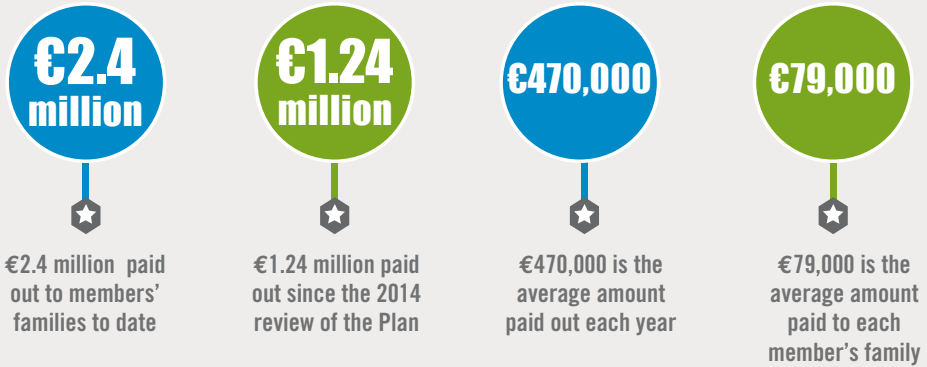 €2.4
million
€1.24
million
€470,000
€79,000
€2.4 million  paid
out to members’
families to date
€1.24 million paid
out since the 2014
review of the Plan
€470,000 is the
average amount
paid out each year
€79,000 is the
average amount
paid to each
member’s family